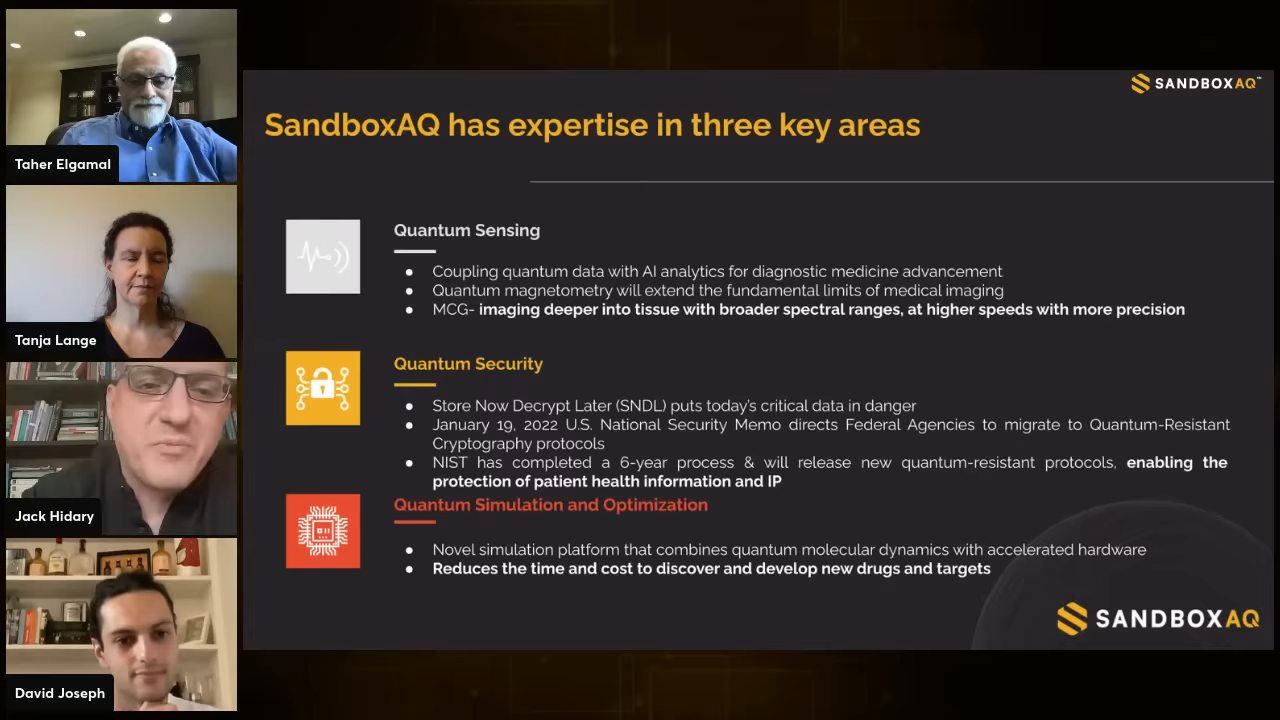 Taher Elgamal
Tanja Lange
Jack Hidary
David Joseph
SANDBOXAQ™
SandboxAQ has expertise in three key areas
Quantum Sensing
● Coupling quantum data with AI analytics for diagnostic medicine advancement
● Quantum magnetometry will extend the fundamental limits of medical imaging
● MCG- imaging deeper into tissue with broader spectral ranges, at higher speeds with more precision
Quantum Security
● Store Now Decrypt Later (SNDL) puts today's critical data in danger
● January 19, 2022 U.S. National Security Memo directs Federal Agencies to migrate to Quantum-Resistant
Cryptography protocols
● NIST has completed a 6-year process & will release new quantum-resistant protocols, enabling the
protection of patient health information and IP
Quantum Simulation and Optimization
● Novel simulation platform that combines quantum molecular dynamics with accelerated hardware
● Reduces the time and cost to discover and develop new drugs and targets
SANDBOXAQ